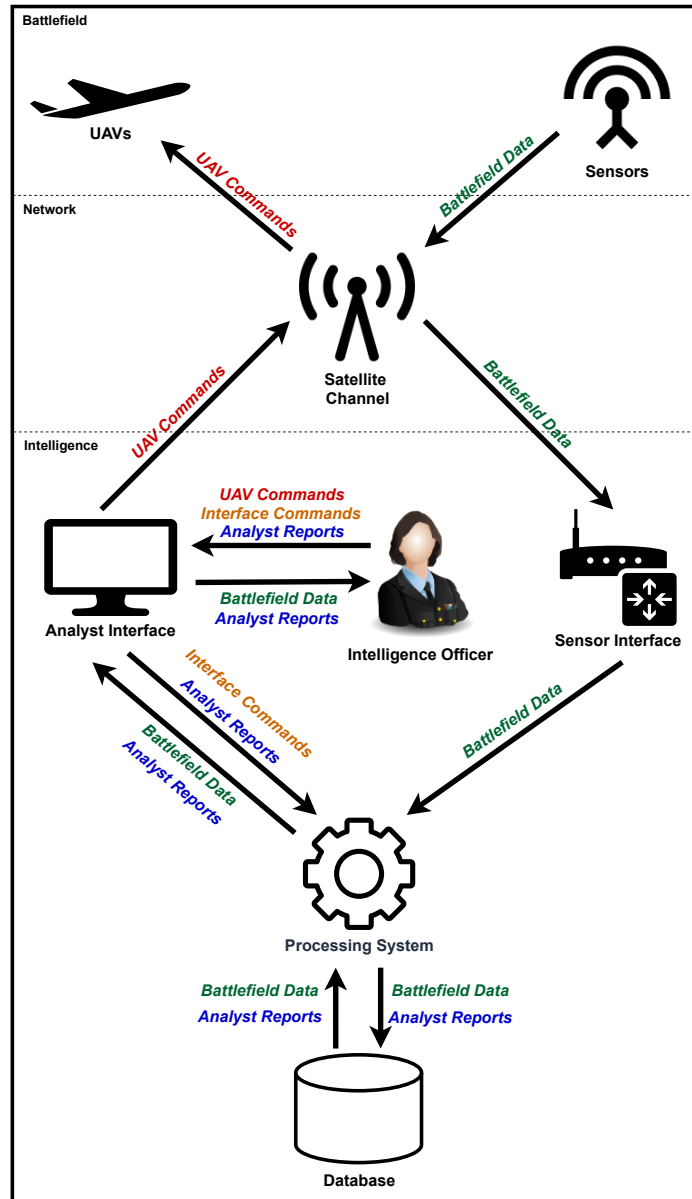 Battlefield
UAVs
Sensors
UAV Commands
Battlefield Data
Network
Satellite
Channel
UAV Commands
Battlefield Data
Intelligence
UAV Commands
Interface Commands
Analyst Reports
Battlefield Data
Analyst Reports
Analyst Interface
Intelligence Officer
Sensor Interface
Interface Commands
Analyst Reports
Battlefield Data
Analyst Reports
Battlefield Data
Processing System
Battlefield Data
Analyst Reports
Battlefield Data
Analyst Reports
Database